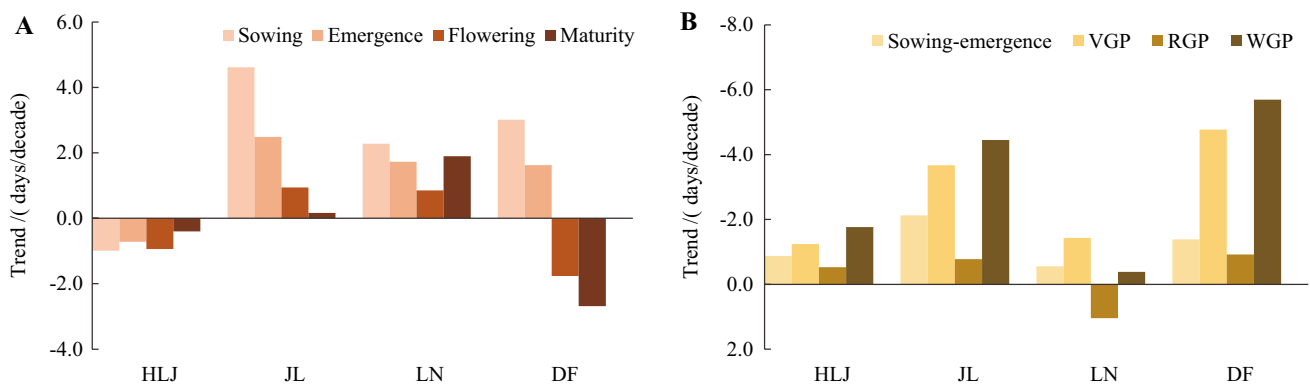 A
Trend /( days/decade)
6.0
4.0
2.0
0.0
-2.0
-4.0
Sowing Emergence Flowering Maturity
HLJ JL LN DF
B
Trend /( days/decade)
-8.0
-6.0
-4.0
-2.0
0.0
2.0
Sowing-emergence VGP RGP WGP
HLJ JL LN DF